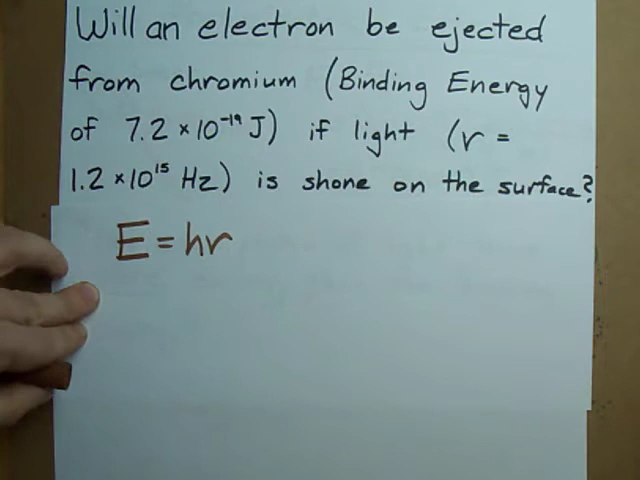 Will an electron be ejected
from chromium (Binding Energy
of 7.2 × 10⁻¹⁹ J) if light (ν =
1.2 × 10¹⁵ Hz) is shone on the surface?
E = hν